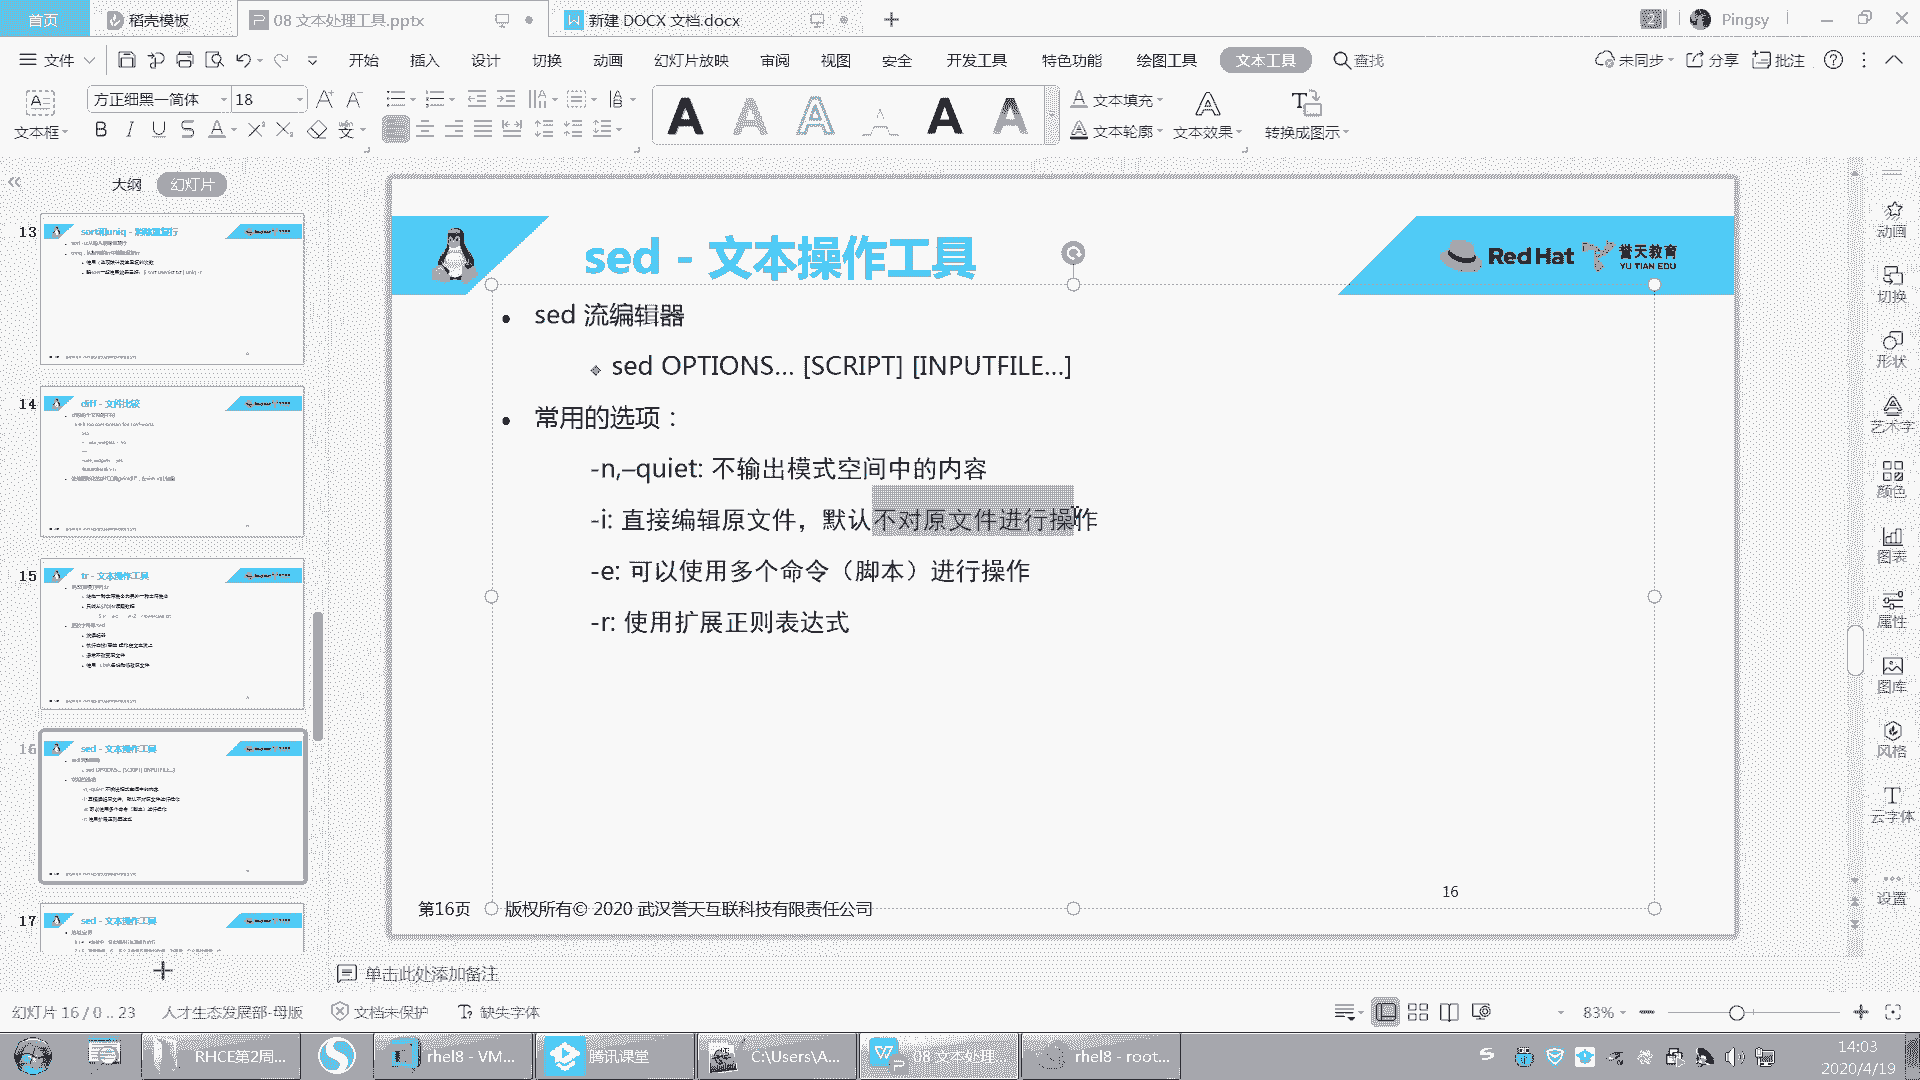 首页
稻壳模板
08 文本处理工具.pptx
新建 DOCX 文档.docx
Pingsy
文件
开始 插入 设计 切换 动画 幻灯片放映 审阅 视图 安全 开发工具 特色功能 绘图工具 文本工具 查找
未同步 分享 批注
文本框
方正细黑一简体 18
文本填充
文本轮廓
文本效果
转换成图示
大纲 幻灯片
13
14
diff - 文件比较
15
tr - 文本操作工具
16
sed - 文本操作工具
17
sed - 文本操作工具
sed - 文本操作工具
Red Hat 誉天教育
YU TIAN EDU
sed 流编辑器
sed OPTIONS... [SCRIPT] [INPUTFILE...]
常用的选项：
-n,–quiet: 不输出模式空间中的内容
-i: 直接编辑原文件，默认不对原文件进行操作
-e: 可以使用多个命令（脚本）进行操作
-r: 使用扩展正则表达式
16
第16页
版权所有© 2020 武汉誉天互联科技有限责任公司
动画
切换
形状
艺术字
颜色
图表
属性
图库
风格
云字体
设置
单击此处添加备注
幻灯片 16 / 0 .. 23
人才生态发展部-母版
文档未保护
缺失字体
83%
RHCE第2周...
rhel8 - VM...
腾讯课堂
C:\Users\A...
08 文本处理...
rhel8 - root...
14:03
2020/4/19